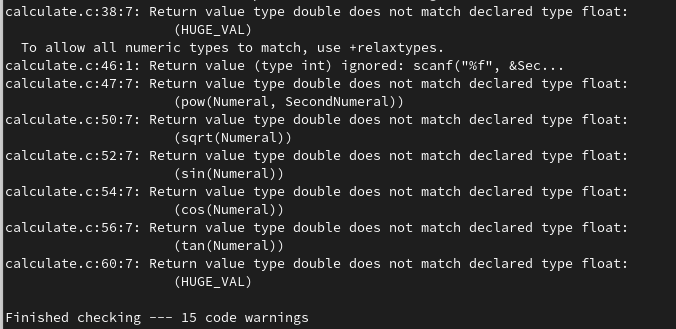 calculate.c:38:7: Return value type double does not match declared type float:
(HUGE_VAL)
To allow all numeric types to match, use +relaxtypes.
calculate.c:46:1: Return value (type int) ignored: scanf("%f", &Sec...
calculate.c:47:7: Return value type double does not match declared type float:
(pow(Numeral, SecondNumeral))
calculate.c:50:7: Return value type double does not match declared type float:
(sqrt(Numeral))
calculate.c:52:7: Return value type double does not match declared type float:
(sin(Numeral))
calculate.c:54:7: Return value type double does not match declared type float:
(cos(Numeral))
calculate.c:56:7: Return value type double does not match declared type float:
(tan(Numeral))
calculate.c:60:7: Return value type double does not match declared type float:
(HUGE_VAL)
Finished checking --- 15 code warnings